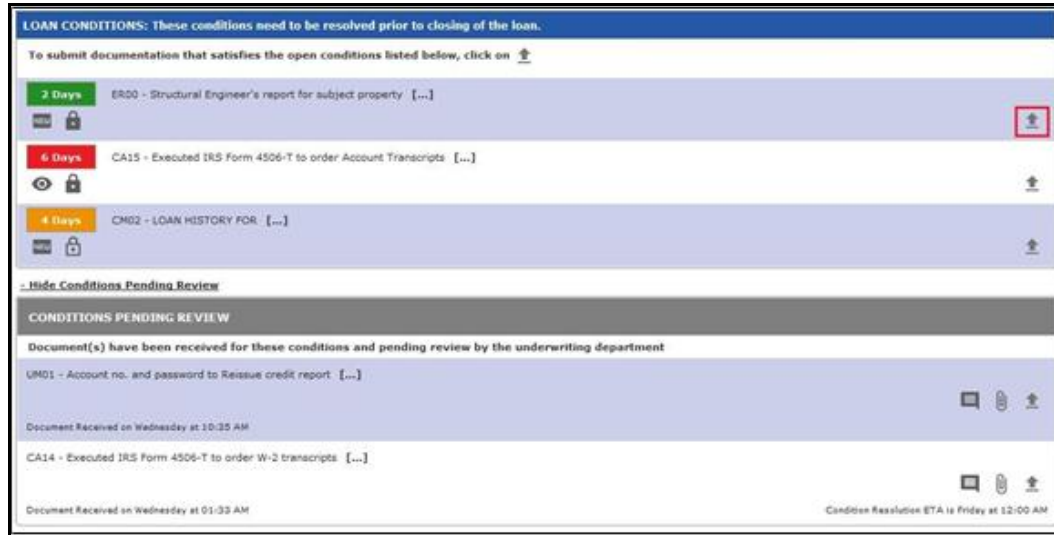 LOAN CONDITIONS: These conditions need to be resolved prior to closing of the loan.
To submit documentation that satisfies the open conditions listed below, click on
2 Days ER00 - Structural Engineer's report for subject property [...]
NEW
6 Days CA15 - Executed IRS Form 4506-T to order Account Transcripts [...]
4 Days CM02 - LOAN HISTORY FOR [...]
NEW
- Hide Conditions Pending Review
CONDITIONS PENDING REVIEW
Document(s) have been received for these conditions and pending review by the underwriting department
UM01 - Account no. and password to Reissue credit report [...]
Document Received on Wednesday at 10:35 AM
CA14 - Executed IRS Form 4506-T to order W-2 transcripts [...]
Document Received on Wednesday at 01:33 AM Condition Resolution ETA is Friday at 12:00 AM